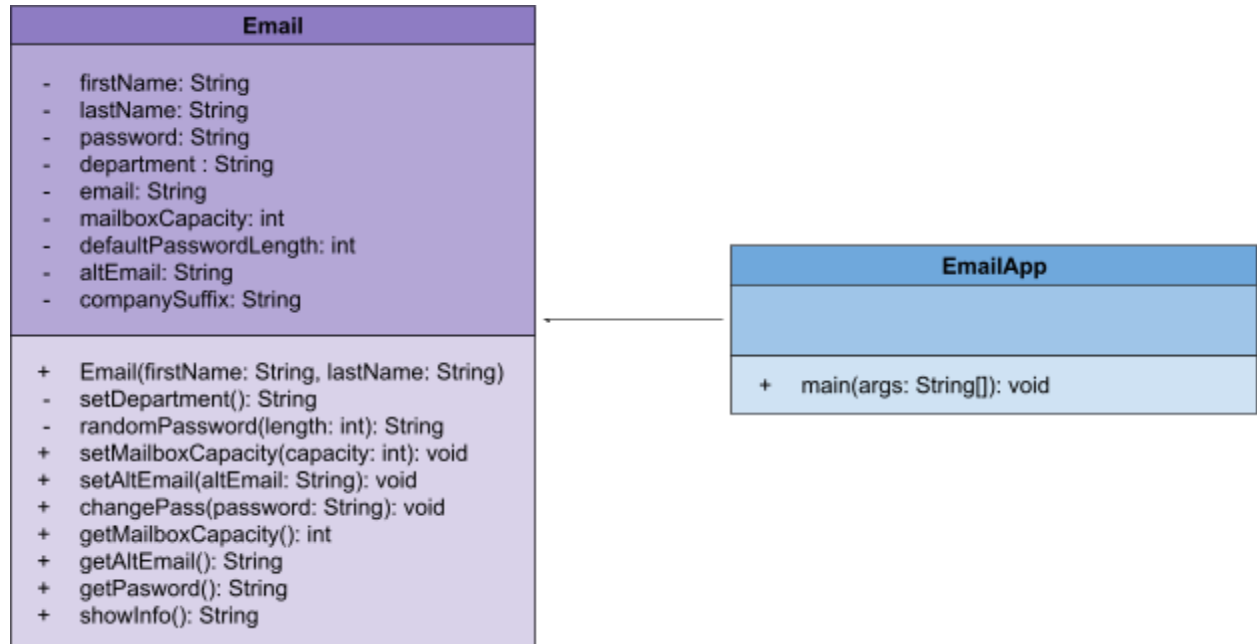 Email
- firstName: String
- lastName: String
- password: String
- department : String
- email: String
- mailboxCapacity: int
- defaultPasswordLength: int
- altEmail: String
- companySuffix: String
+ Email(firstName: String, lastName: String)
- setDepartment(): String
- randomPassword(length: int): String
+ setMailboxCapacity(capacity: int): void
+ setAltEmail(altEmail: String): void
+ changePass(password: String): void
+ getMailboxCapacity(): int
+ getAltEmail(): String
+ getPasword(): String
+ showInfo(): String
EmailApp
+ main(args: String[]): void